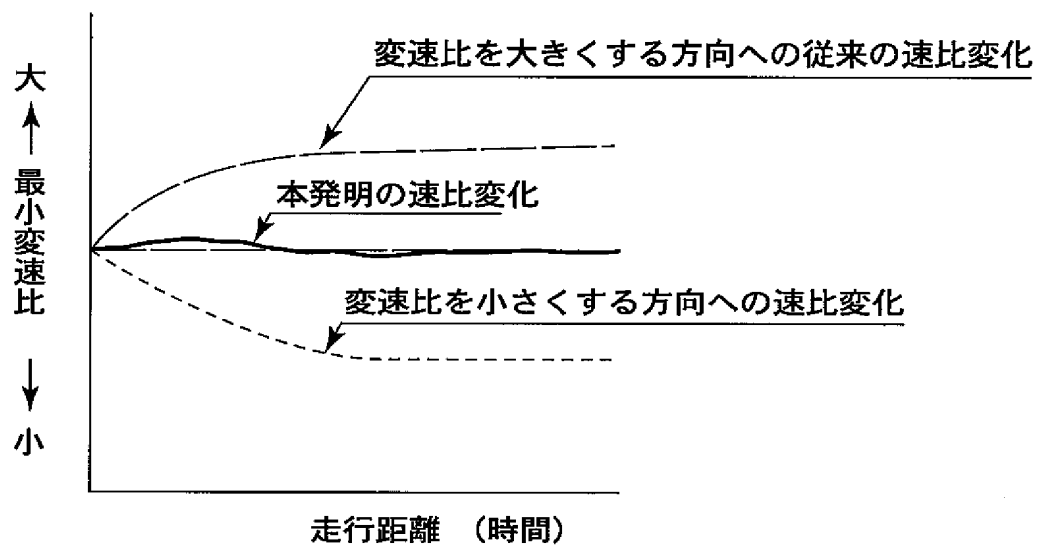 変速比を大きくする方向への従来の速比変化
大
最小変速比
小
本発明の速比変化
変速比を小さくする方向への速比変化
走行距離 (時間)